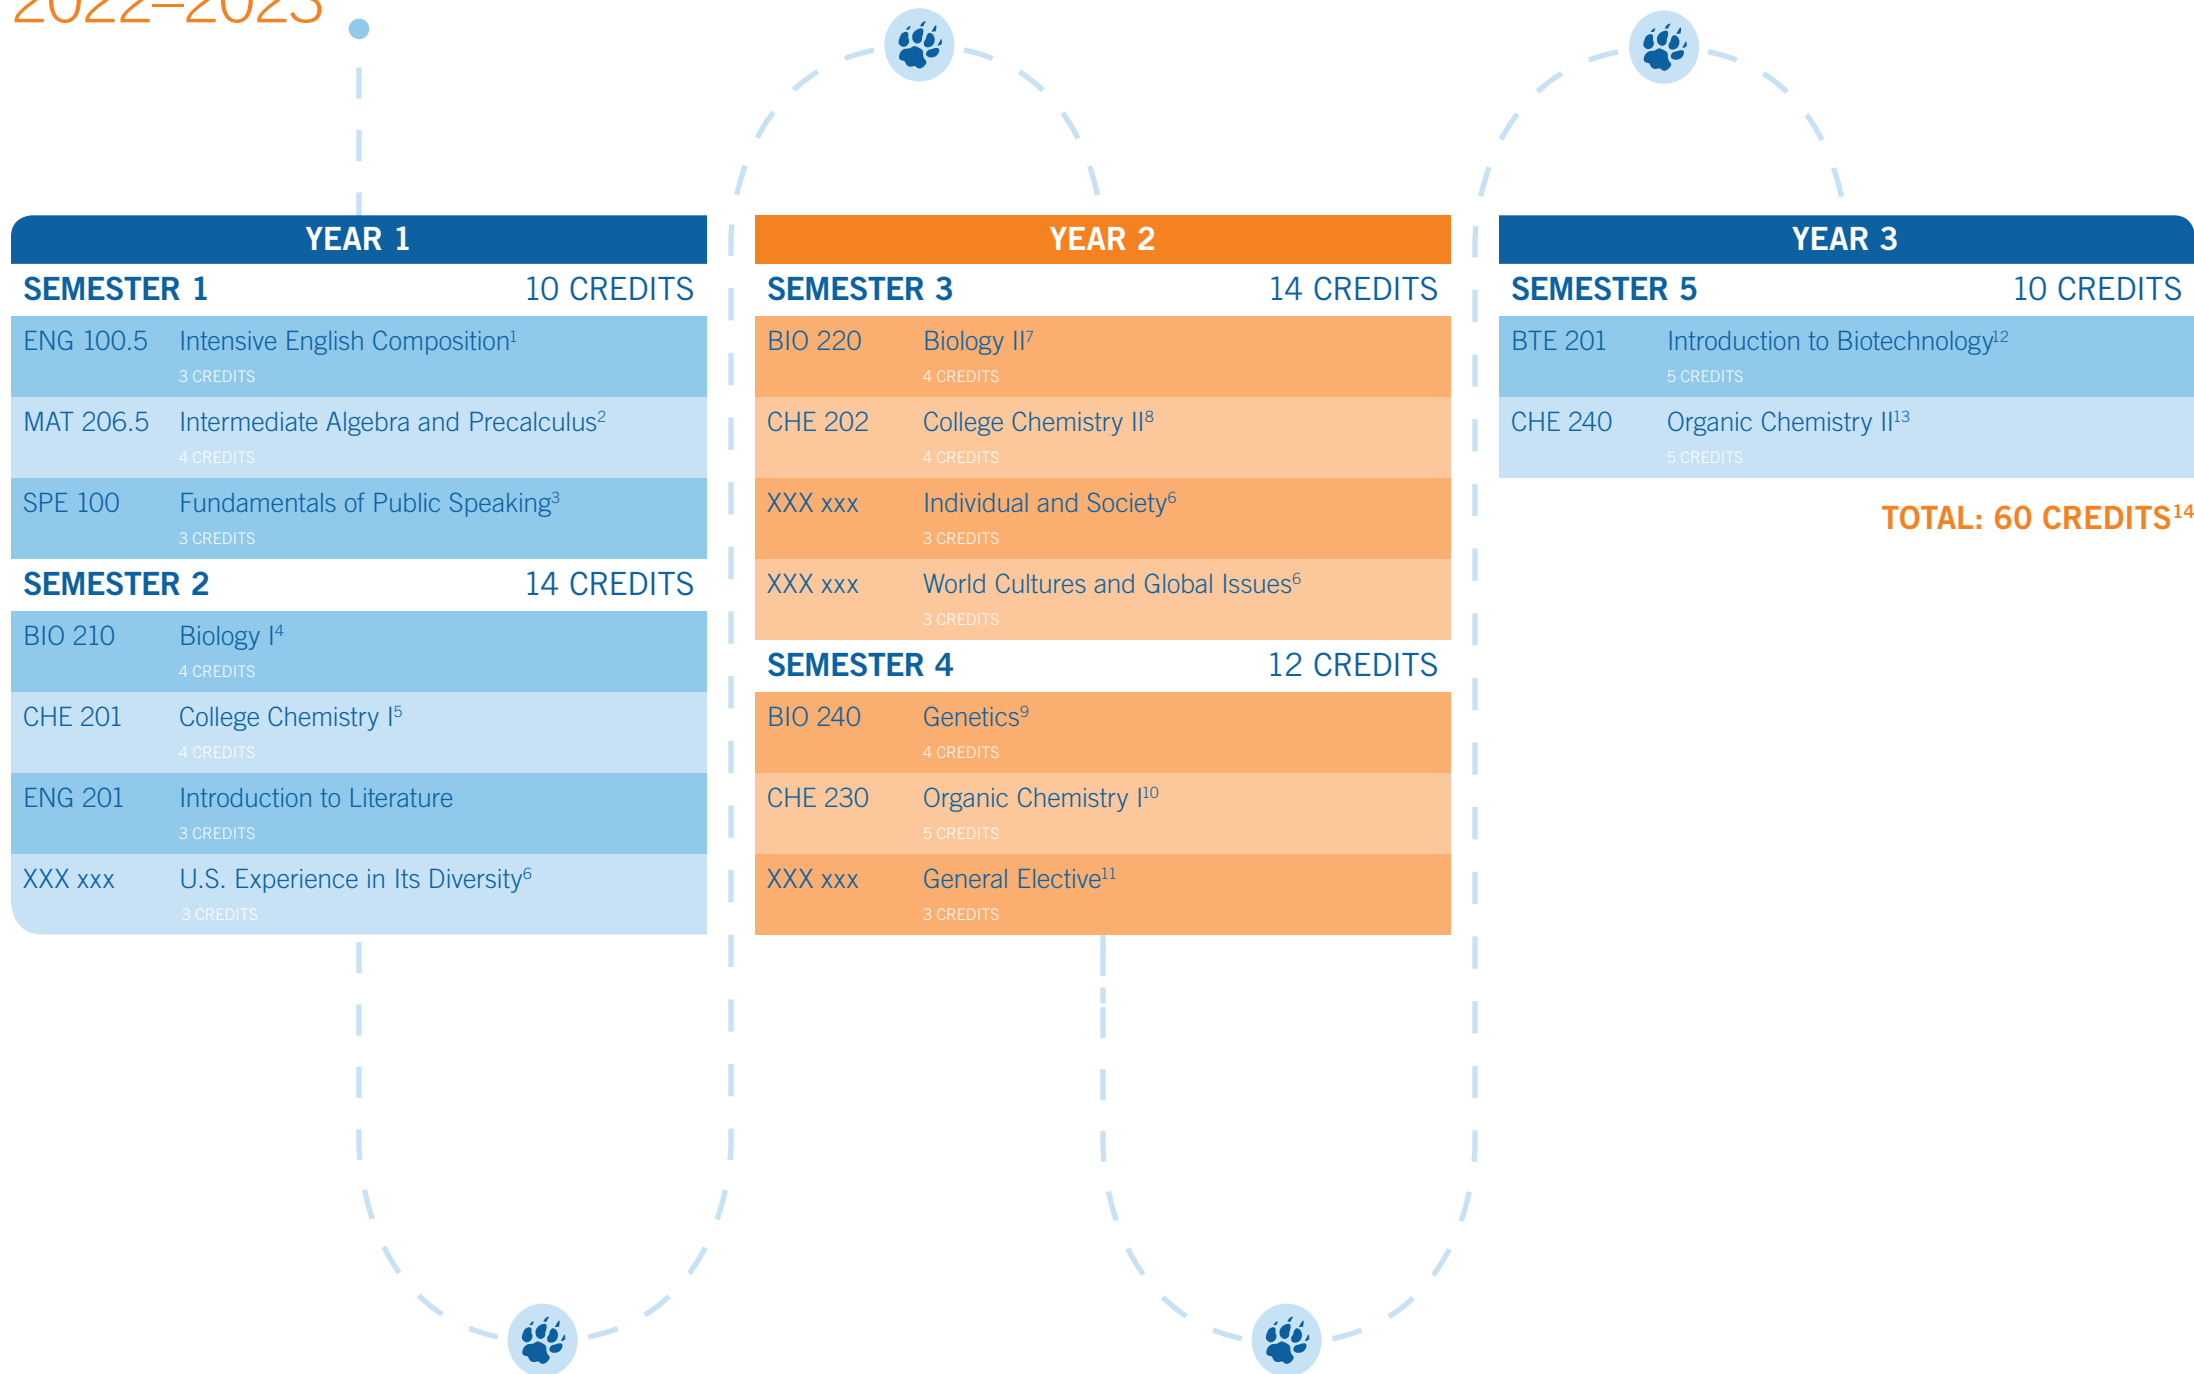 2022–2023
YEAR 1
SEMESTER 1 10 CREDITS
ENG 100.5 Intensive English Composition¹
3 CREDITS
MAT 206.5 Intermediate Algebra and Precalculus²
4 CREDITS
SPE 100 Fundamentals of Public Speaking³
3 CREDITS
SEMESTER 2 14 CREDITS
BIO 210 Biology I⁴
4 CREDITS
CHE 201 College Chemistry I⁵
4 CREDITS
ENG 201 Introduction to Literature
3 CREDITS
XXX xxx U.S. Experience in Its Diversity⁶
3 CREDITS
YEAR 2
SEMESTER 3 14 CREDITS
BIO 220 Biology II⁷
4 CREDITS
CHE 202 College Chemistry II⁸
4 CREDITS
XXX xxx Individual and Society⁶
3 CREDITS
XXX xxx World Cultures and Global Issues⁶
3 CREDITS
SEMESTER 4 12 CREDITS
BIO 240 Genetics⁹
4 CREDITS
CHE 230 Organic Chemistry I¹⁰
5 CREDITS
XXX xxx General Elective¹¹
3 CREDITS
YEAR 3
SEMESTER 5 10 CREDITS
BTE 201 Introduction to Biotechnology¹²
5 CREDITS
CHE 240 Organic Chemistry II¹³
5 CREDITS
TOTAL: 60 CREDITS¹⁴